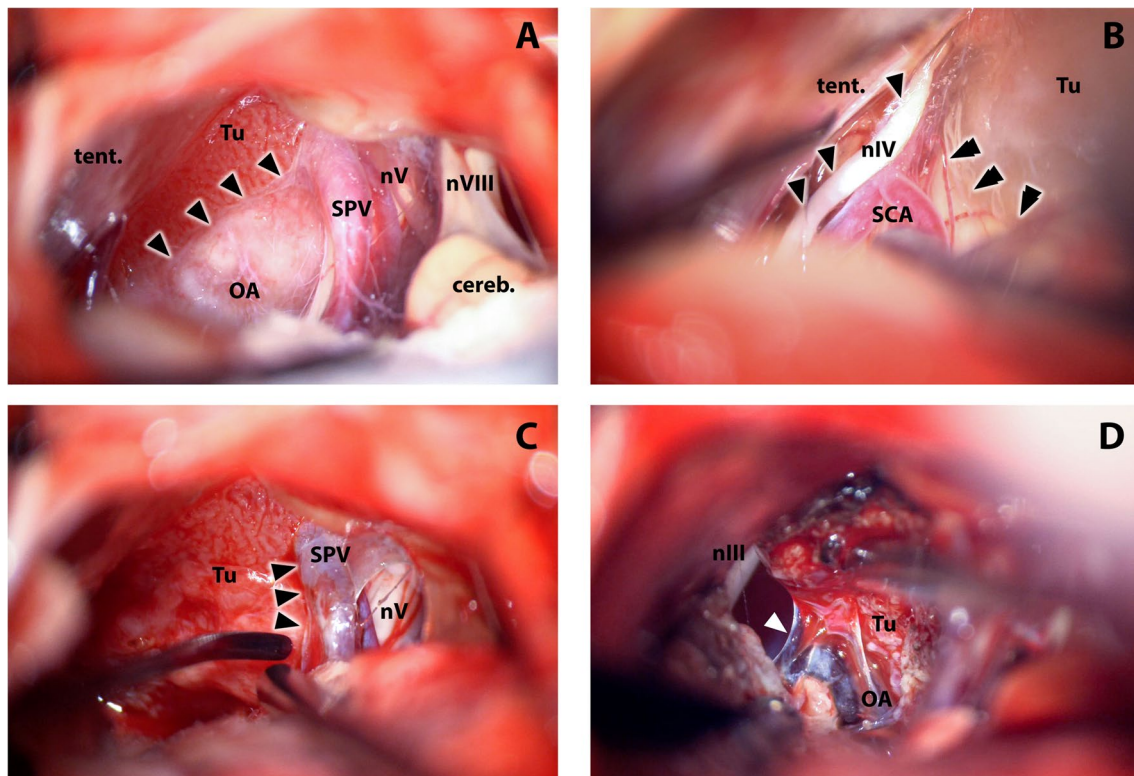 A
Tu
tent.
nV
nVIII
SPV
OA
cereb.
B
tent.
Tu
nIV
SCA
C
SPV
Tu
nV
D
nIII
Tu
OA